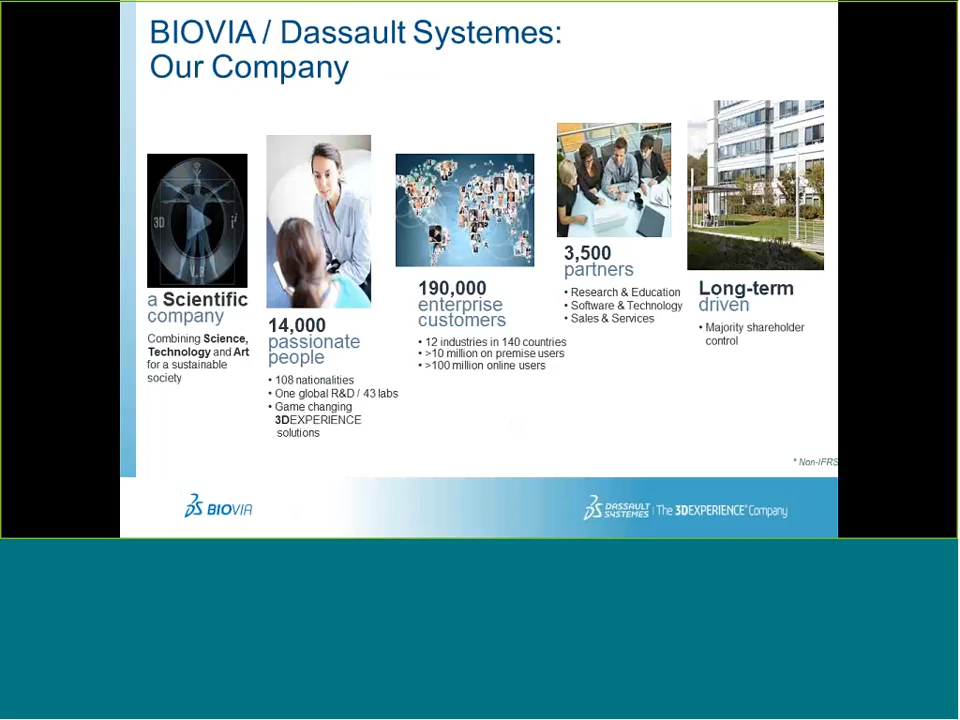 BIOVIA / Dassault Systemes:
Our Company
3D
a Scientific
company
Combining Science,
Technology and Art
for a sustainable
society
14,000
passionate
people
• 108 nationalities
• One global R&D / 43 labs
• Game changing
3DEXPERIENCE
solutions
190,000
enterprise
customers
• 12 industries in 140 countries
• >10 million on premise users
• >100 million online users
3,500
partners
• Research & Education
• Software & Technology
• Sales & Services
Long-term
driven
• Majority shareholder
control
* Non-IFRS
BIOVIA
DASSAULT
SYSTEMES | The 3DEXPERIENCE® Company